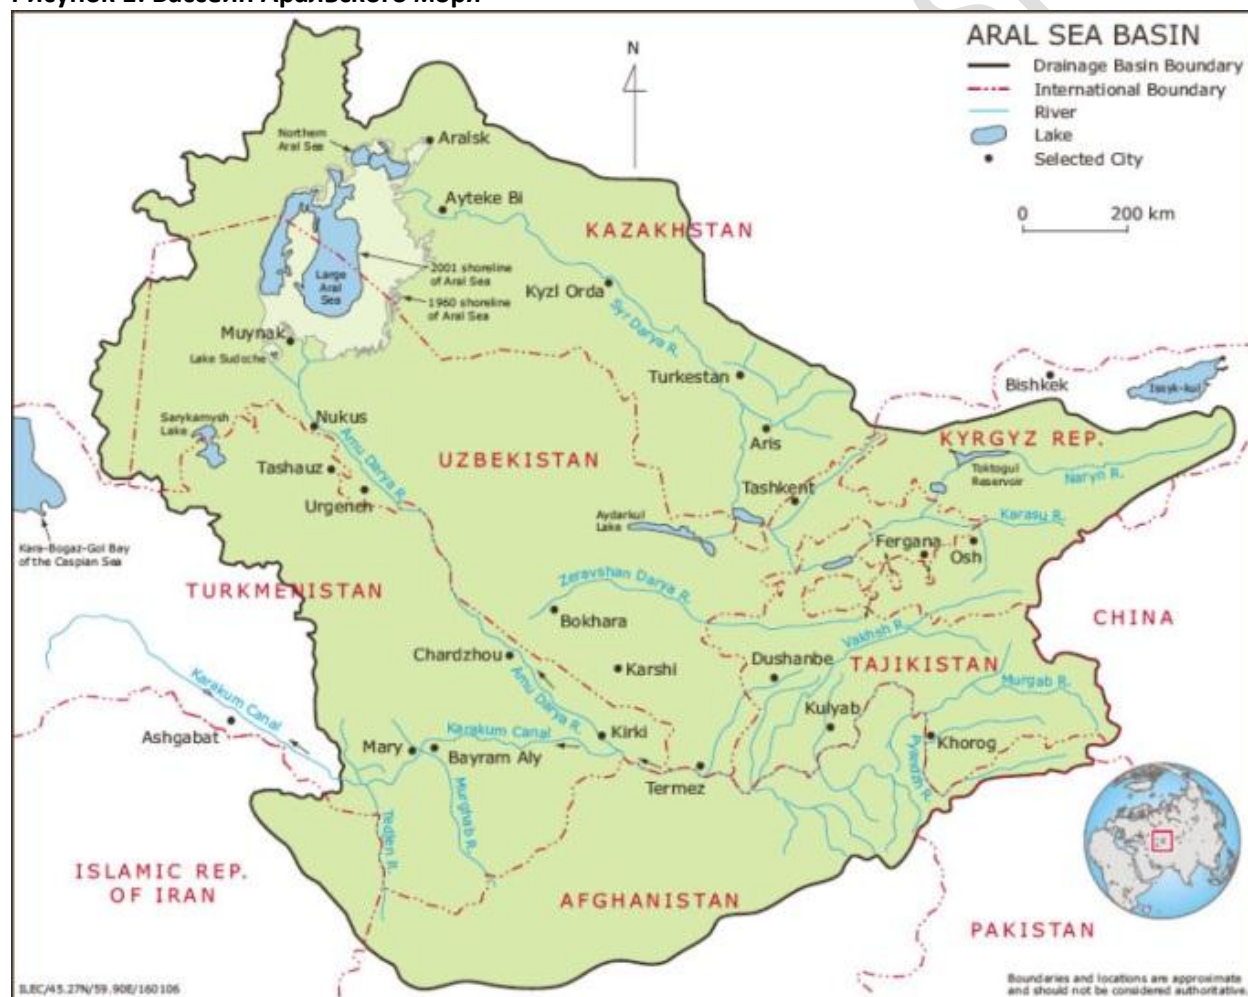 ARAL SEA BASIN
Drainage Basin Boundary
International Boundary
River
Lake
Selected City
N
0 200 km
Northern
Aral Sea
Aralsk
Ayteke Bi
KAZAKHSTAN
2001 shoreline
of Aral Sea
Large
Aral
Sea
Kyzl Orda
1960 shoreline
of Aral Sea
Syr Darya R.
Muynak
Lake Sudoche
Turkestan
Bishkek
Issyk-kul
Sarykamysh
Lake
Nukus
Amu Darya R.
Aris
KYRGYZ REP.
UZBEKISTAN
Tashauz
Toktogul
Reservoir
Naryn R.
Urgench
Tashkent
Aydarkul
Lake
Karasu R.
Fergana
Osh
Kara-Bogaz-Gol Bay
of the Caspian Sea
Zeravshan Darya R.
TURKMENISTAN
Bokhara
CHINA
Vakhsh R.
Chardzhou
Karshi
Dushanbe
TAJIKISTAN
Murgab R.
Amu Darya R.
Karakum Canal
Kulyab
Ashgabat
Karakum Canal
Kirki
Khorog
Mary
Bayram Aly
Pyandzh R.
Termez
Murghab R.
Tedjen R.
ISLAMIC REP.
OF IRAN
AFGHANISTAN
PAKISTAN
ILEC/45.27N/59.90E/160106
Boundaries and locations are approximate
and should not be considered authoritative.